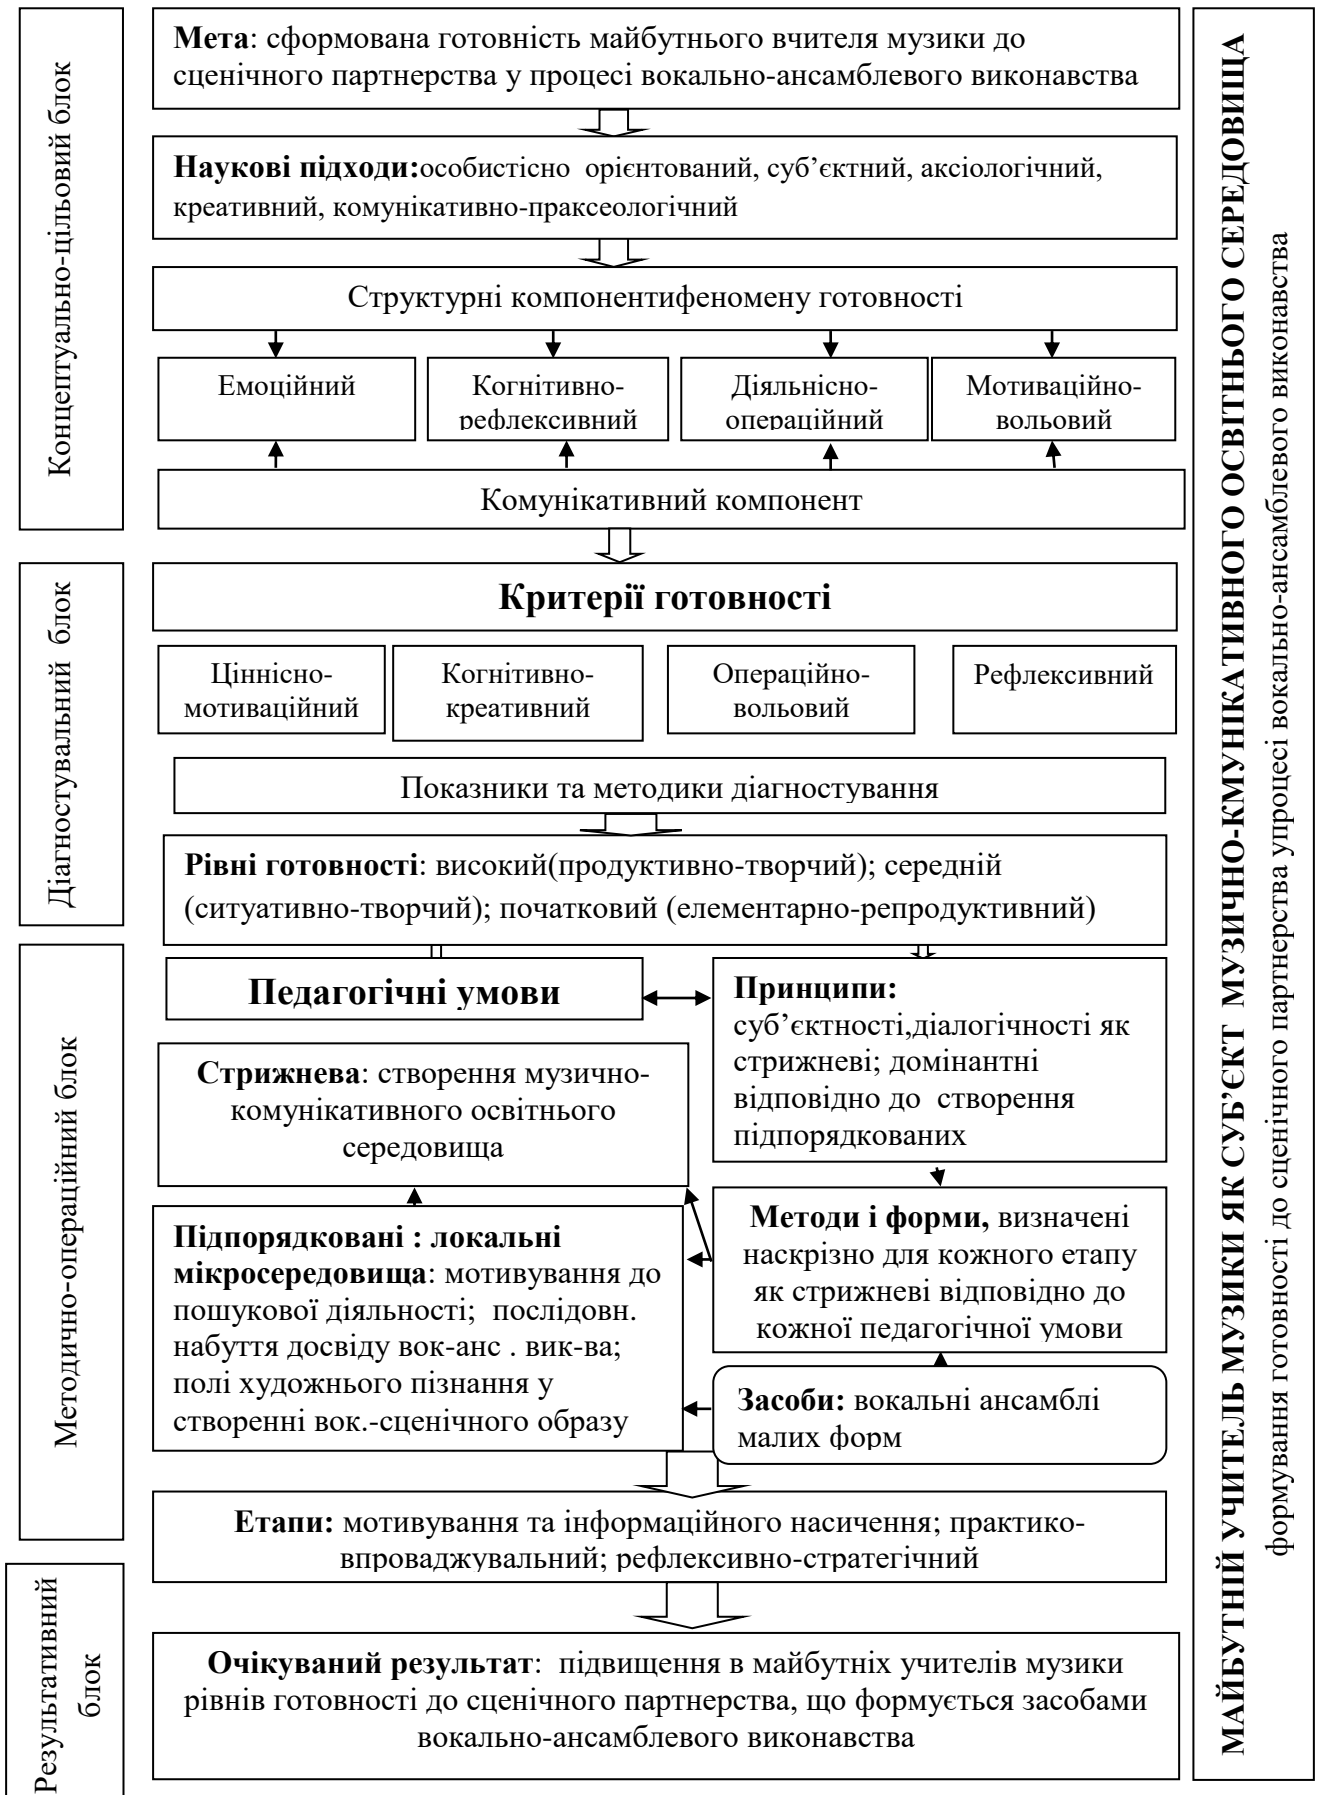 Концептуально-цільовий блок
Мета: сформована готовність майбутнього вчителя музики до
сценічного партнерства у процесі вокально-ансамблевого виконавства
Наукові підходи:особистісно орієнтований, суб’єктний, аксіологічний,
креативний, комунікативно-праксеологічний
Структурні компонентифеномену готовності
Емоційний
Когнітивно-
рефлексивний
Діяльнісно-
операційний
Мотиваційно-
вольовий
Комунікативний компонент
Діагностувальний блок
Критерії готовності
Ціннісно-
мотиваційний
Когнітивно-
креативний
Операційно-
вольовий
Рефлексивний
Показники та методики діагностування
Рівні готовності: високий(продуктивно-творчий); середній
(ситуативно-творчий); початковий (елементарно-репродуктивний)
Методично-операційний блок
Педагогічні умови
Принципи:
суб’єктності,діалогічності як
стрижневі; домінантні
відповідно до створення
підпорядкованих
Стрижнева: створення музично-
комунікативного освітнього
середовища
Підпорядковані : локальні
мікросередовища: мотивування до
пошукової діяльності; послідовн.
набуття досвіду вок-анс . вик-ва;
полі художнього пізнання у
створенні вок.-сценічного образу
Методи і форми, визначені
наскрізно для кожного етапу
як стрижневі відповідно до
кожної педагогічної умови
Засоби: вокальні ансамблі
малих форм
Етапи: мотивування та інформаційного насичення; практико-
впроваджувальний; рефлексивно-стратегічний
Результативний
блок
Очікуваний результат: підвищення в майбутніх учителів музики
рівнів готовності до сценічного партнерства, що формується засобами
вокально-ансамблевого виконавства
МАЙБУТНІЙ УЧИТЕЛЬ МУЗИКИ ЯК СУБ’ЄКТ МУЗИЧНО-КМУНІКАТИВНОГО ОСВІТНЬОГО СЕРЕДОВИЩА
формування готовності до сценічного партнерства упроцесі вокально-ансамблевого виконавства